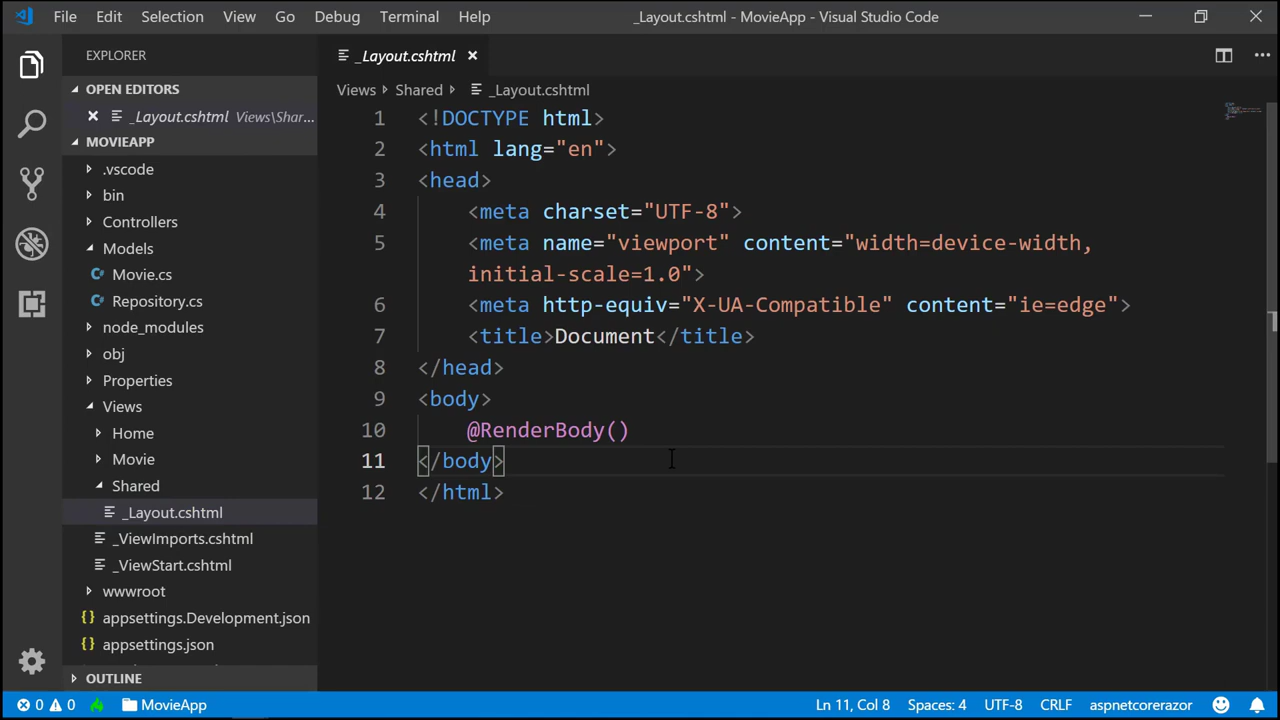 File Edit Selection View Go Debug Terminal Help
_Layout.cshtml - MovieApp - Visual Studio Code
EXPLORER
OPEN EDITORS
_Layout.cshtml Views\Shar...
MOVIEAPP
.vscode
bin
Controllers
Models
Movie.cs
Repository.cs
node_modules
obj
Properties
Views
Home
Movie
Shared
_Layout.cshtml
_ViewImports.cshtml
_ViewStart.cshtml
wwwroot
{} appsettings.Development.json
{} appsettings.json
OUTLINE
_Layout.cshtml
Views Shared _Layout.cshtml
1 <!DOCTYPE html>
2 <html lang="en">
3 <head>
4 <meta charset="UTF-8">
5 <meta name="viewport" content="width=device-width,
initial-scale=1.0">
6 <meta http-equiv="X-UA-Compatible" content="ie=edge">
7 <title>Document</title>
8 </head>
9 <body>
10 @RenderBody()
11 </body>
12 </html>
0 0 MovieApp Ln 11, Col 8 Spaces: 4 UTF-8 CRLF aspnetcorerazor